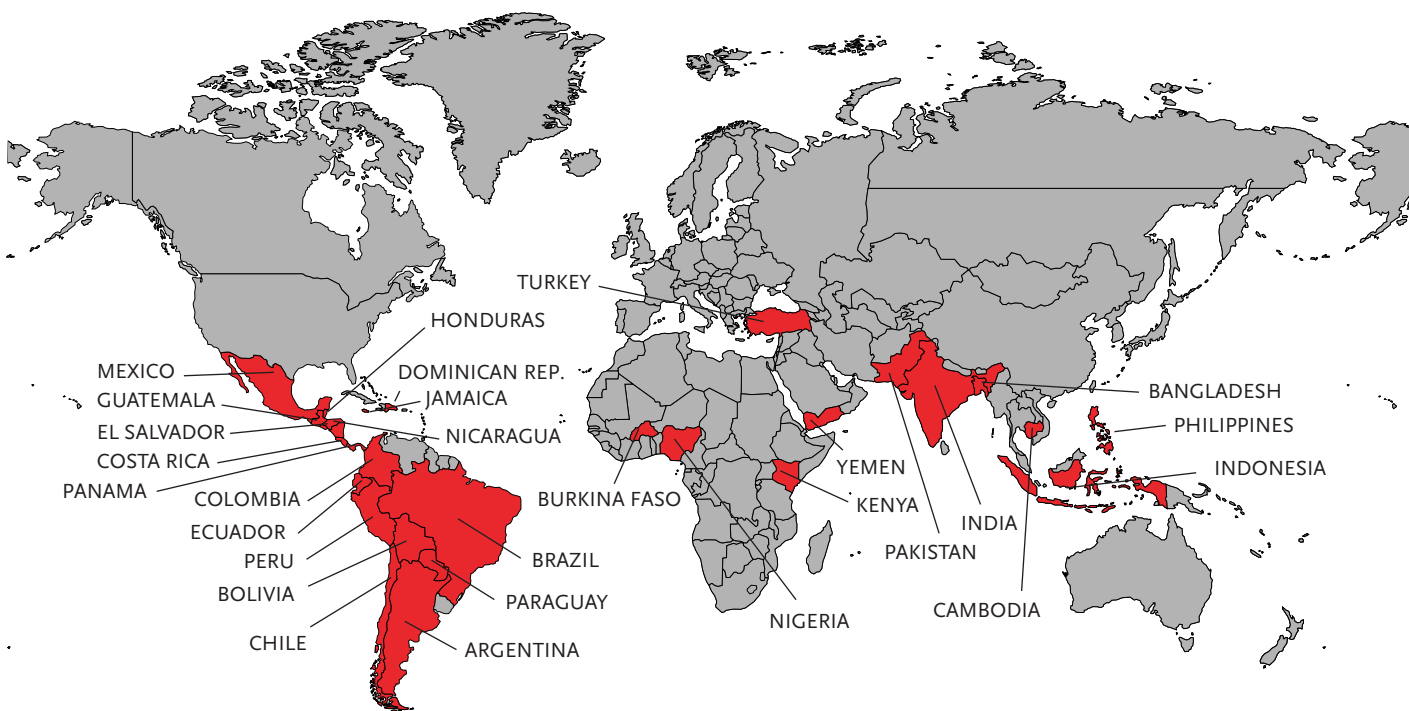 TURKEY
HONDURAS
MEXICO
DOMINICAN REP.
GUATEMALA
JAMAICA
BANGLADESH
EL SALVADOR
NICARAGUA
PHILIPPINES
COSTA RICA
YEMEN
INDONESIA
PANAMA
COLOMBIA
BURKINA FASO
KENYA
ECUADOR
INDIA
PERU
BRAZIL
PAKISTAN
BOLIVIA
PARAGUAY
CAMBODIA
NIGERIA
CHILE
ARGENTINA